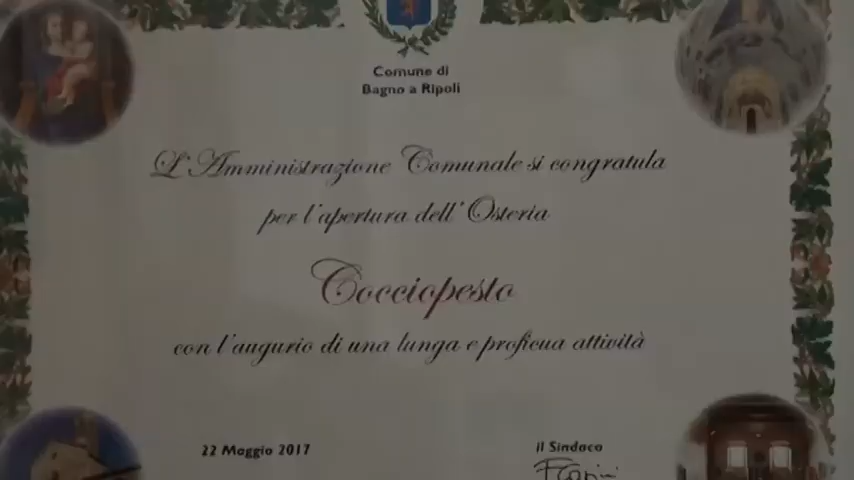 Comune di
Bagno a Ripoli
L'Amministrazione Comunale si congratula
per l'apertura dell'Osteria
Cocciopesto
con l'augurio di una lunga e proficua attività
22 Maggio 2017
il Sindaco